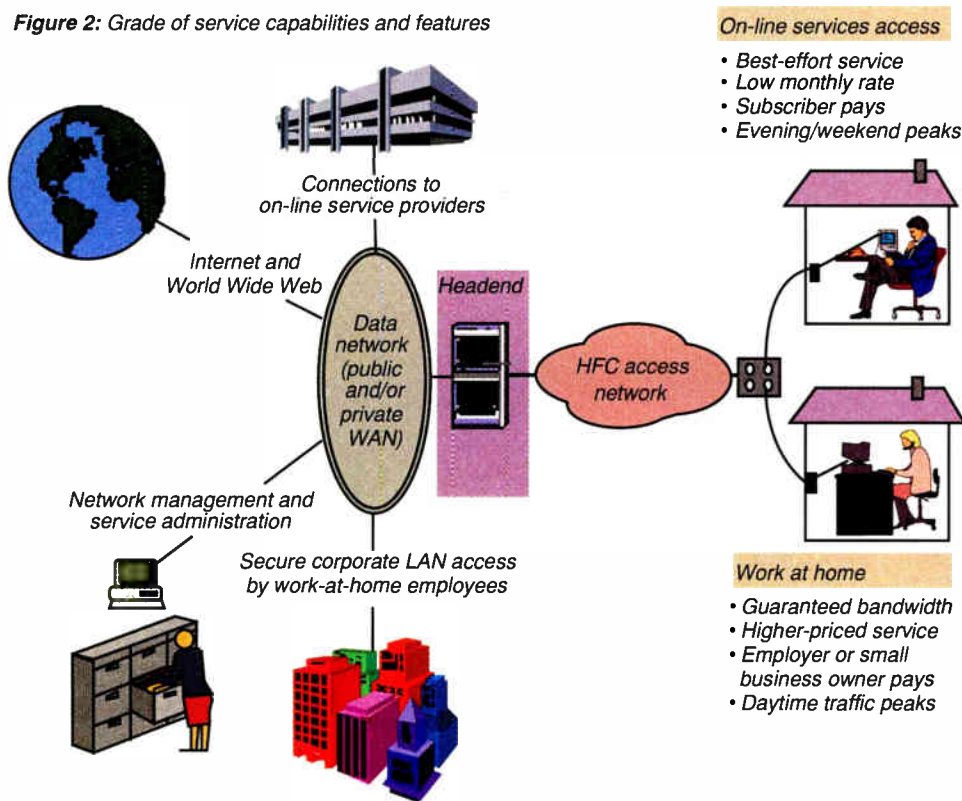 Figure 2: Grade of service capabilities and features
On-line services access
• Best-effort service
• Low monthly rate
• Subscriber pays
• Evening/weekend peaks
Connections to
on-line service providers
Internet and
World Wide Web
Headend
Data
network
(public
and/or
private
WAN)
HFC access
network
Network management and
service administration
Secure corporate LAN access
by work-at-home employees
Work at home
• Guaranteed bandwidth
• Higher-priced service
• Employer or small
business owner pays
• Daytime traffic peaks